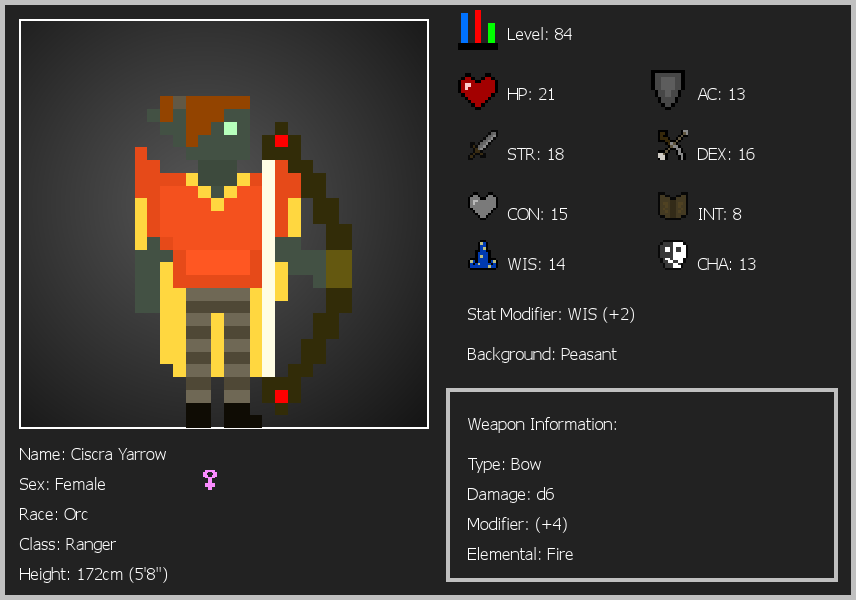 Level: 84
HP: 21
AC: 13
STR: 18
DEX: 16
CON: 15
INT: 8
WIS: 14
CHA: 13
Stat Modifier: WIS (+2)
Background: Peasant
Weapon Information:
Type: Bow
Damage: d6
Modifier: (+4)
Elemental: Fire
Name: Ciscra Yarrow
Sex: Female
Race: Orc
Class: Ranger
Height: 172cm (5'8")